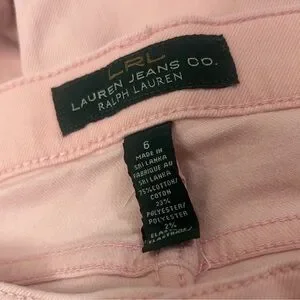 LRL
LAUREN JEANS CO.
RALPH LAUREN
6
MADE IN
SRI LANKA
FABRIQUE AU
SRI LANKA
75%COTTON/
COTON
23%
POLYESTER/
POLYESTER
2%